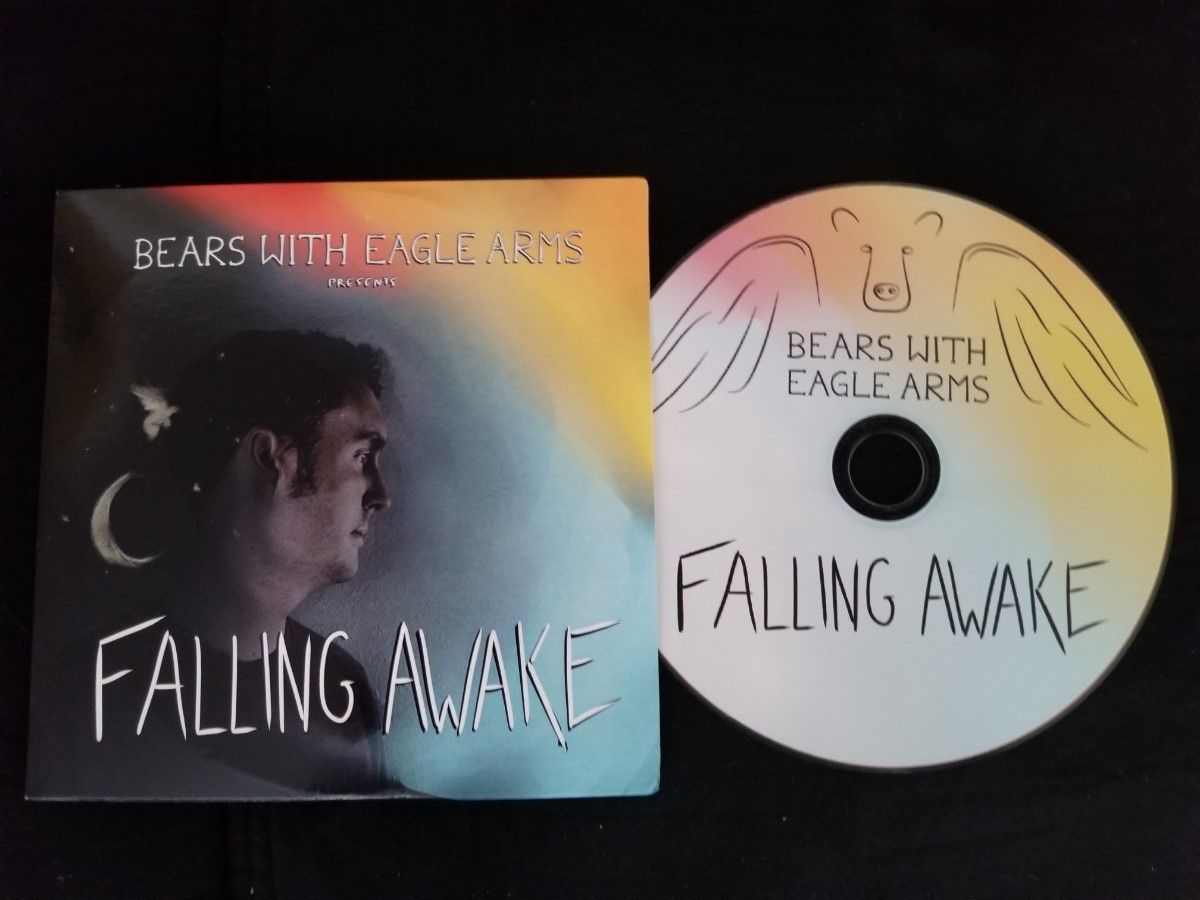 BEARS WITH EAGLE ARMS
PRESENTS
FALLING AWAKE
BEARS WITH
EAGLE ARMS
FALLING AWAKE